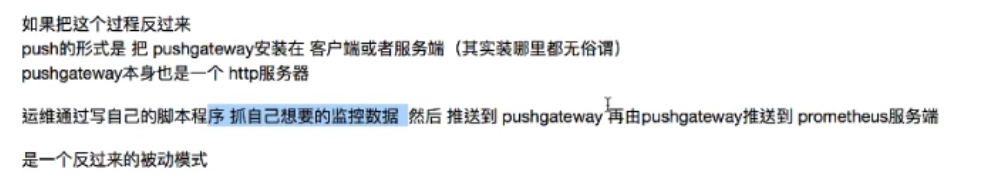 如果把这个过程反过来
push的形式是 把 pushgateway安装在 客户端或者服务端（其实装哪里都无俗谓）
pushgateway本身也是一个 http服务器
运维通过写自己的脚本程序 抓自己想要的监控数据 然后 推送到 pushgateway 再由pushgateway推送到 prometheus服务端
是一个反过来的被动模式